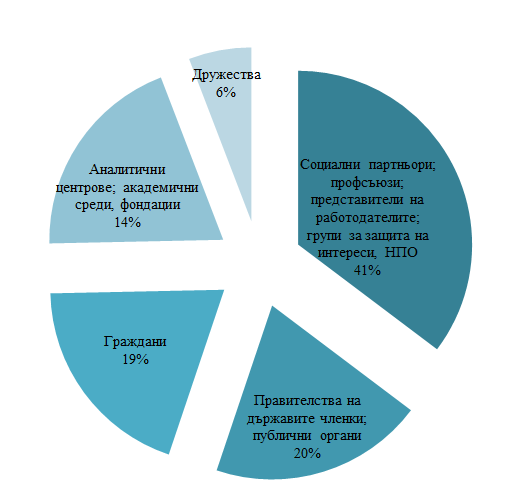 Дружества
6%
Социални партньори;
профсъюзи;
представители на
работодателите;
групи за защита на
интереси, НПО
41%
Аналитични
центрове; академични
среди, фондации
14%
Граждани
19%
Правителства на
държавите членки;
публични органи
20%